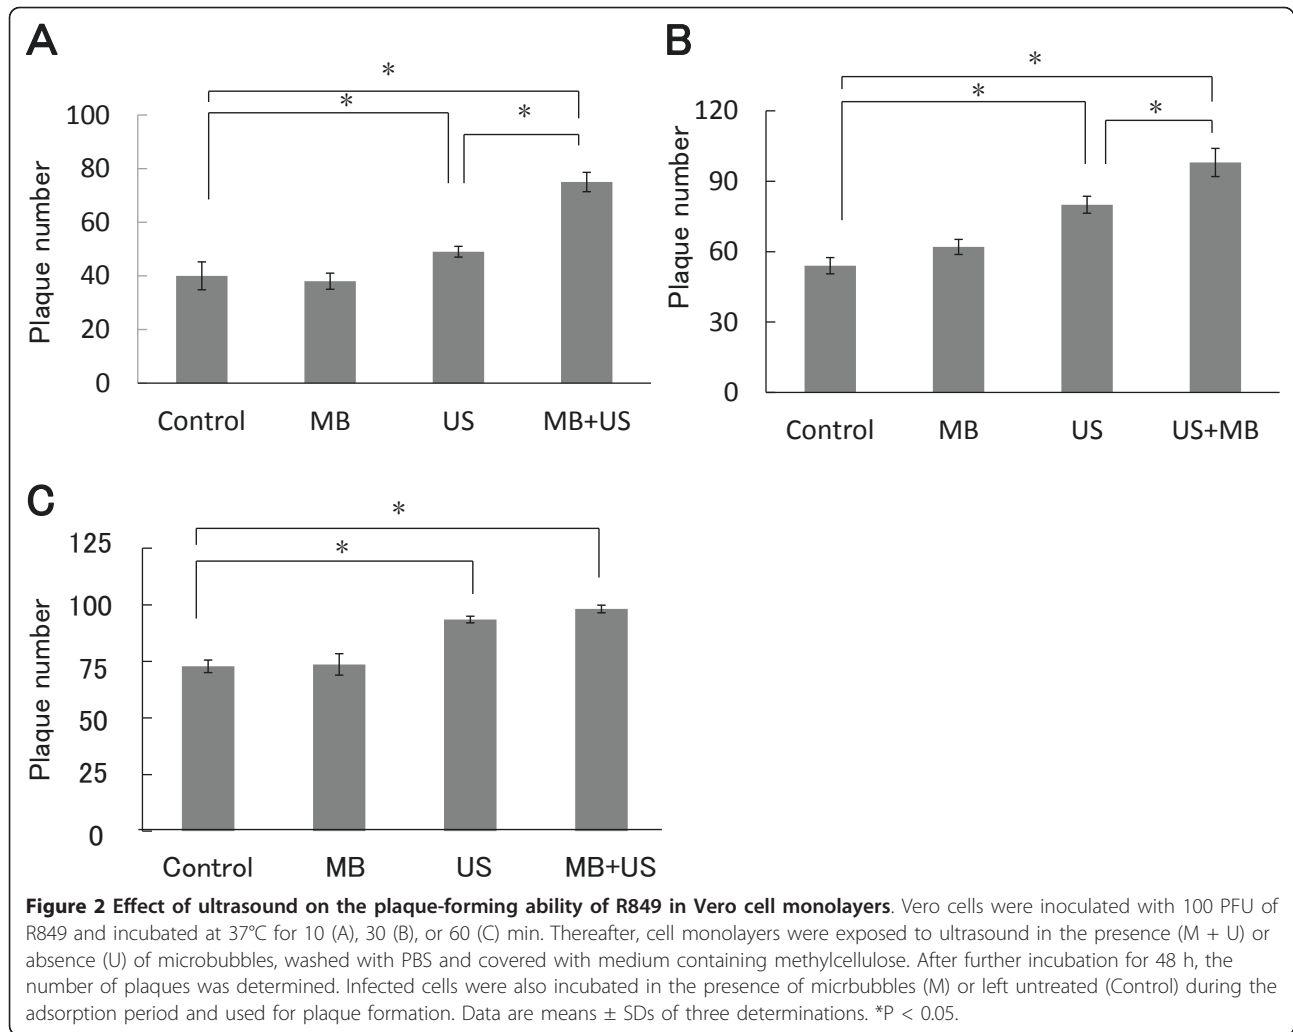 A
Plaque number
100
80
60
40
20
0
*
*
*
Control MB US MB+US
B
Plaque number
120
90
60
30
0
*
*
*
Control MB US US+MB
C
Plaque number
125
100
75
50
25
0
*
*
Control MB US MB+US
Figure 2 Effect of ultrasound on the plaque-forming ability of R849 in Vero cell monolayers. Vero cells were inoculated with 100 PFU of
R849 and incubated at 37°C for 10 (A), 30 (B), or 60 (C) min. Thereafter, cell monolayers were exposed to ultrasound in the presence (M + U) or
absence (U) of microbubbles, washed with PBS and covered with medium containing methylcellulose. After further incubation for 48 h, the
number of plaques was determined. Infected cells were also incubated in the presence of micrbubbles (M) or left untreated (Control) during the
adsorption period and used for plaque formation. Data are means ± SDs of three determinations. *P < 0.05.